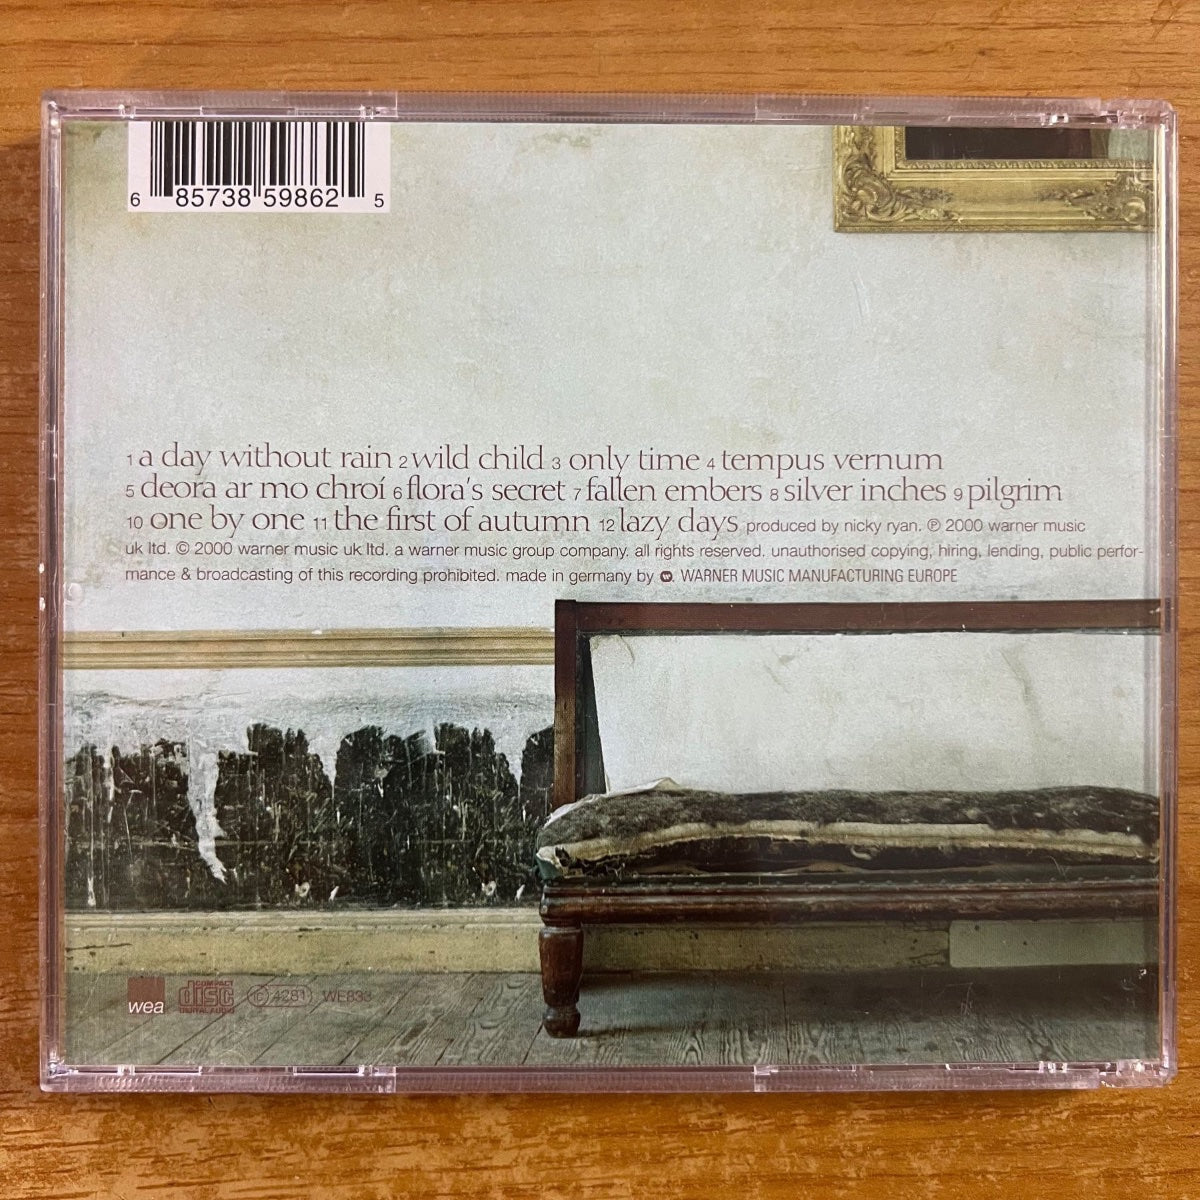 6 85738 59862 5
1 a day without rain 2 wild child 3 only time 4 tempus vernum
5 deora ar mo chroí 6 flora's secret 7 fallen embers 8 silver inches 9 pilgrim
10 one by one 11 the first of autumn 12 lazy days produced by nicky ryan. ℗ 2000 warner music
uk ltd. © 2000 warner music uk ltd. a warner music group company. all rights reserved. unauthorised copying, hiring, lending, public perfor-
mance & broadcasting of this recording prohibited. made in germany by WARNER MUSIC MANUFACTURING EUROPE
wea COMPACT disc DIGITAL AUDIO LC 4281 WE833